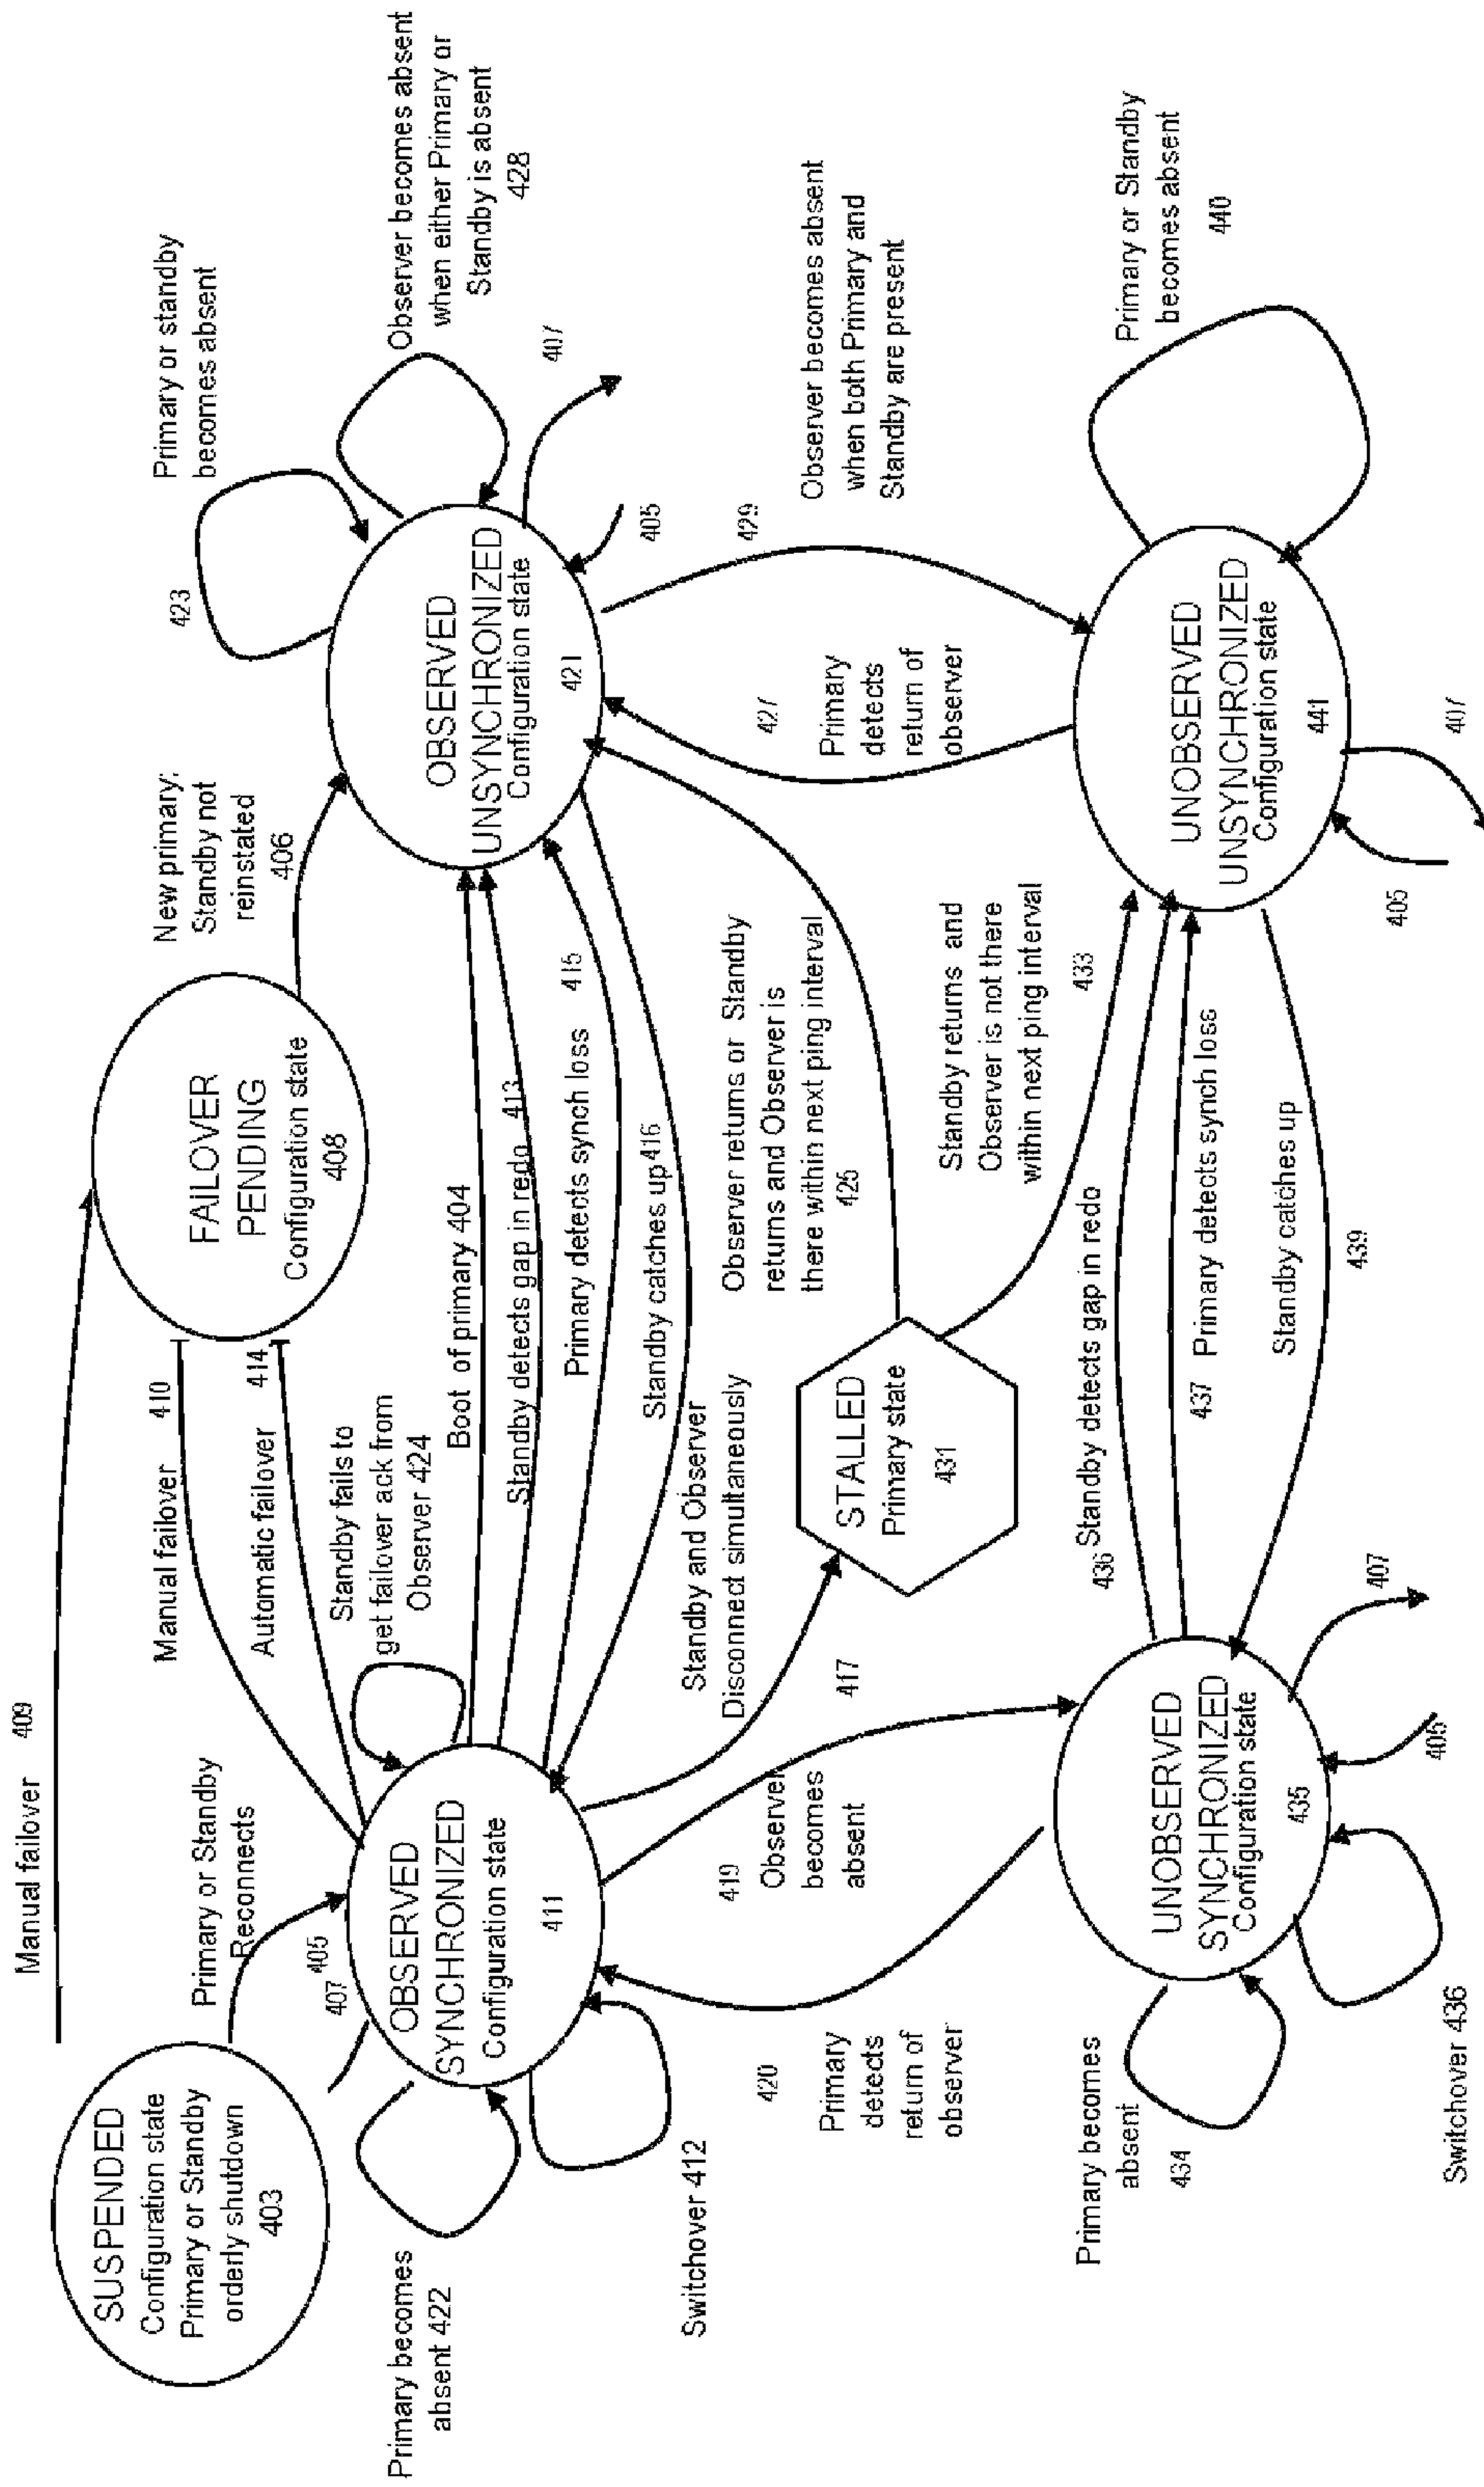 Manual failover 409
SUSPENDED
Configuration state
Primary or Standby
orderly shutdown
403
Primary or Standby
Reconnects
405
407
Manual failover 410
Automatic failover 414
FAILOVER
PENDING
Configuration state
408
New primary:
Standby not
reinstated
406
Primary or standby
becomes absent
423
Observer becomes absent
when either Primary or
Standby is absent
428
407
405
OBSERVED
UNSYNCHRONIZED
Configuration state
421
Standby fails to
get failover ack from
Observer 424
Boot of primary 404
Standby detects gap in redo 413
Primary detects synch loss 415
Standby catches up 416
OBSERVED
SYNCHRONIZED
Configuration state
411
Primary becomes
absent 422
Switchover 412
Standby and Observer
Disconnect simultaneously
417
STALLED
Primary state
431
Observer returns or Standby
returns and Observer is
there within next ping interval
425
Standby returns and
Observer is not there
within next ping interval
433
419 Observer
becomes
absent
420 Primary
detects
return of
observer
427 Primary
detects
return of
observer
429
Observer becomes absent
when both Primary and
Standby are present
Primary becomes
absent
434
UNOBSERVED
SYNCHRONIZED
Configuration state
435
405
407
Switchover 436
436 Standby detects gap in redo
437 Primary detects synch loss
Standby catches up
439
UNOBSERVED
UNSYNCHRONIZED
Configuration state
441
405
407
Primary or Standby
becomes absent
440